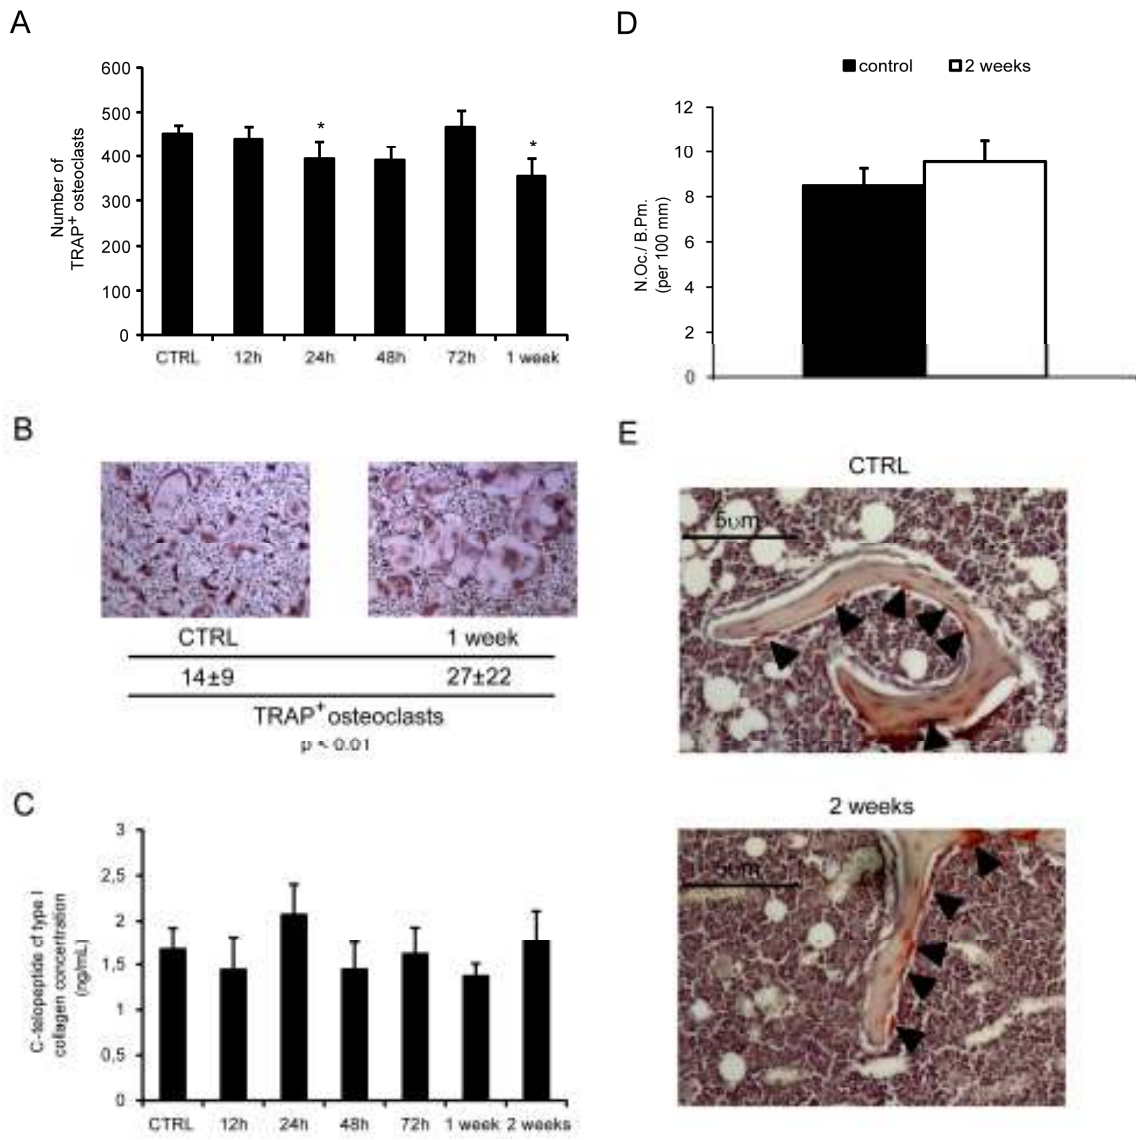 A
600
500
400
300
200
100
0
Number of
TRAP+ osteoclasts
*
*
CTRL 12h 24h 48h 72h 1 week
B
CTRL 1 week
14±9 27±22
TRAP+ osteoclasts
p < 0.01
C
3
2,5
2
1,5
1
0,5
0
C-telopeptide of type I
collagen concentration
(ng/mL)
CTRL 12h 24h 48h 72h 1 week 2 weeks
D
control 2 weeks
12
10
8
6
4
2
0
N.Oc./ B.Pm.
(per 100 mm)
E
CTRL
5um
2 weeks
5um